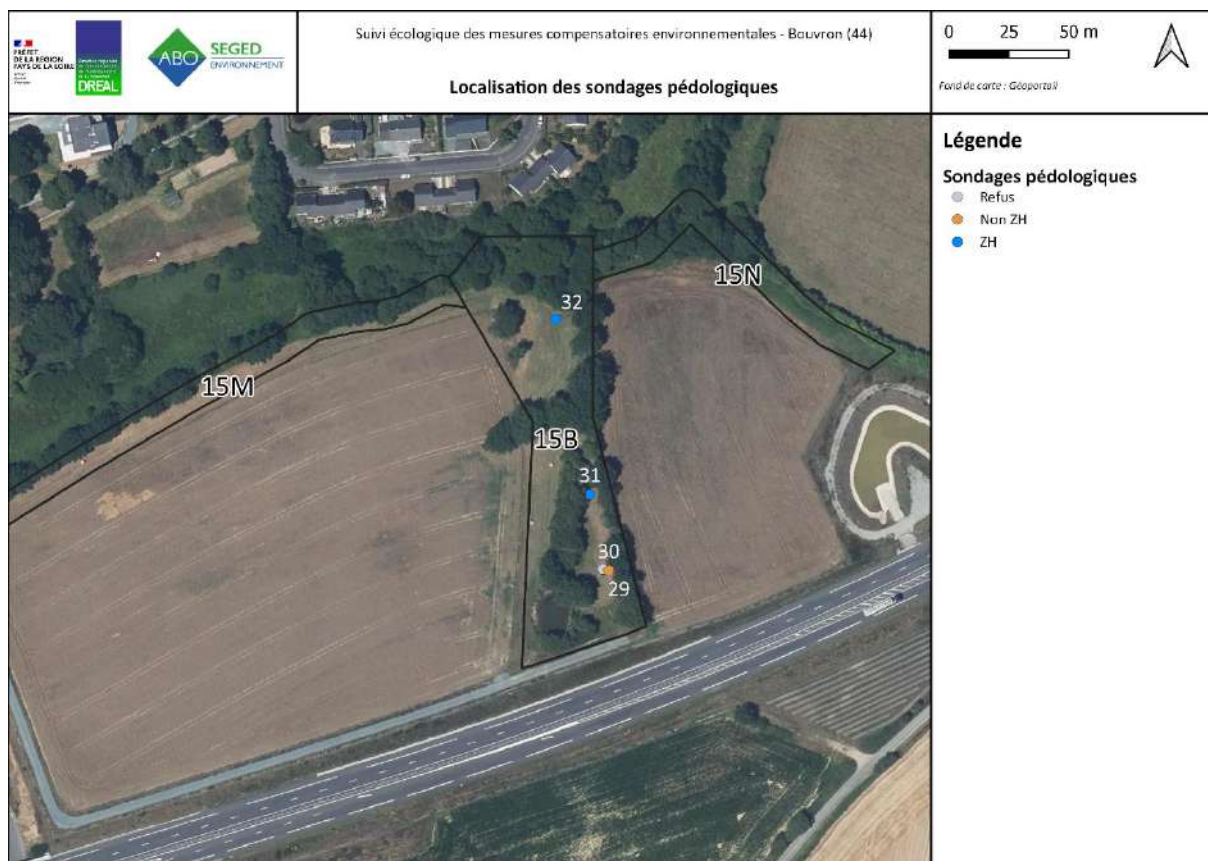 PRÉFET
DE LA RÉGION
PAYS DE LA LOIRE
DREAL
ABO
SEGED
ENVIRONNEMENT
Suivi écologique des mesures compensatoires environnementales - Bouvron (44)
Localisation des sondages pédologiques
0 25 50 m
Fond de carte : Géoportail
Légende
Sondages pédologiques
Refus
Non ZH
ZH
15N
32
15M
15B
31
30
29